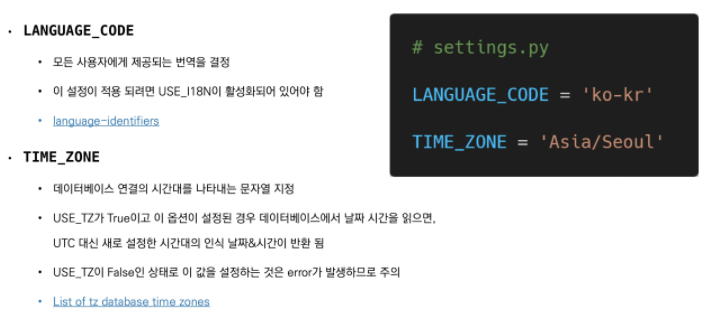 LANGUAGE_CODE
모든 사용자에게 제공되는 번역을 결정
이 설정이 적용 되려면 USE_I18N이 활성화되어 있어야 함
language-identifiers
TIME_ZONE
데이터베이스 연결의 시간대를 나타내는 문자열 지정
USE_TZ가 True이고 이 옵션이 설정된 경우 데이터베이스에서 날짜 시간을 읽으면,
UTC 대신 새로 설정한 시간대의 인식 날짜&시간이 반환 됨
USE_TZ이 False인 상태로 이 값을 설정하는 것은 error가 발생하므로 주의
List of tz database time zones
# settings.py
LANGUAGE_CODE = 'ko-kr'
TIME_ZONE = 'Asia/Seoul'